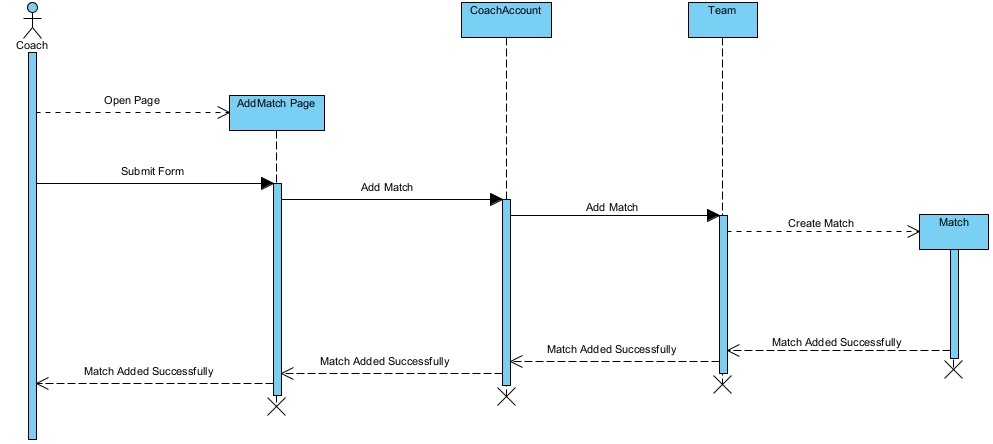 Coach
CoachAccount
Team
Open Page
AddMatch Page
Submit Form
Add Match
Add Match
Create Match
Match
Match Added Successfully
Match Added Successfully
Match Added Successfully
Match Added Successfully